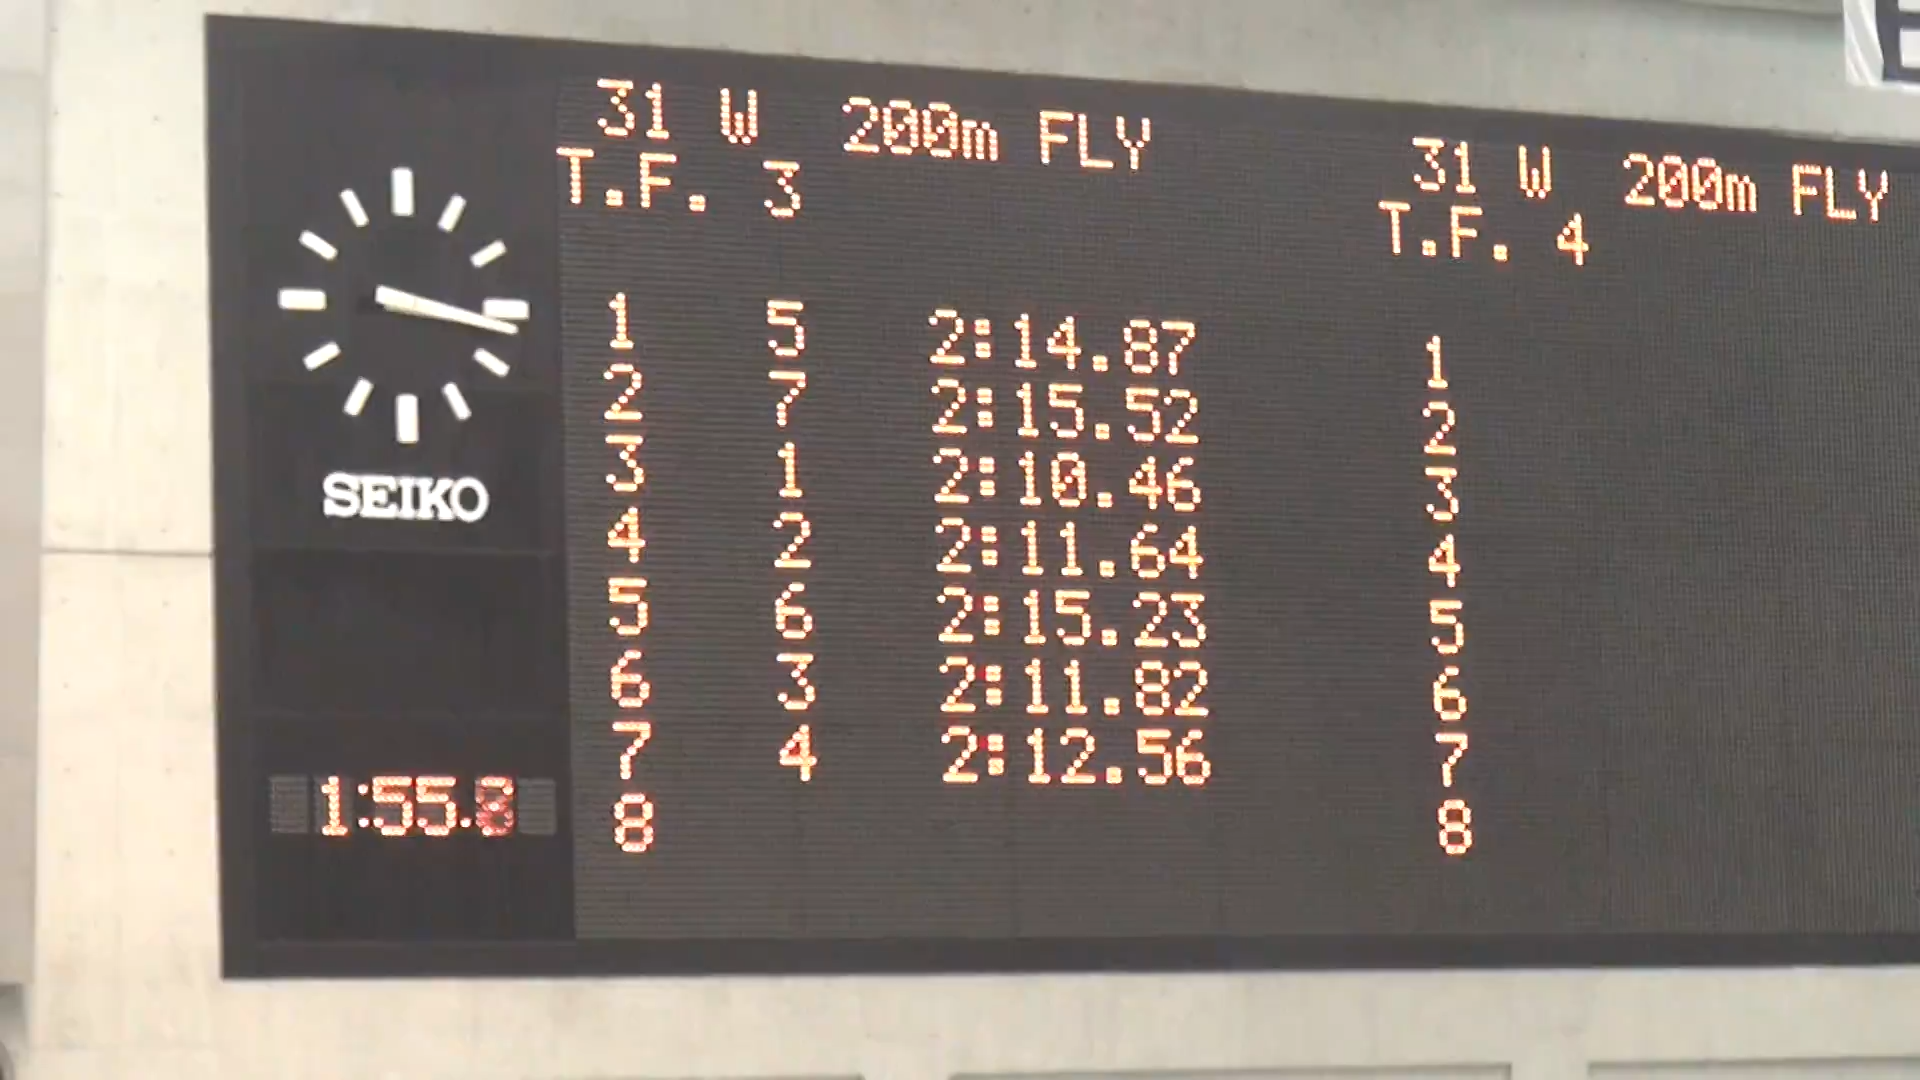 31 W 200m FLY
T.F. 3
1 5 2:14.87
2 7 2:15.52
3 1 2:10.46
4 2 2:11.64
5 6 2:15.23
6 3 2:11.82
7 4 2:12.56
8
31 W 200m FLY
T.F. 4
1
2
3
4
5
6
7
8
SEIKO
1:55.